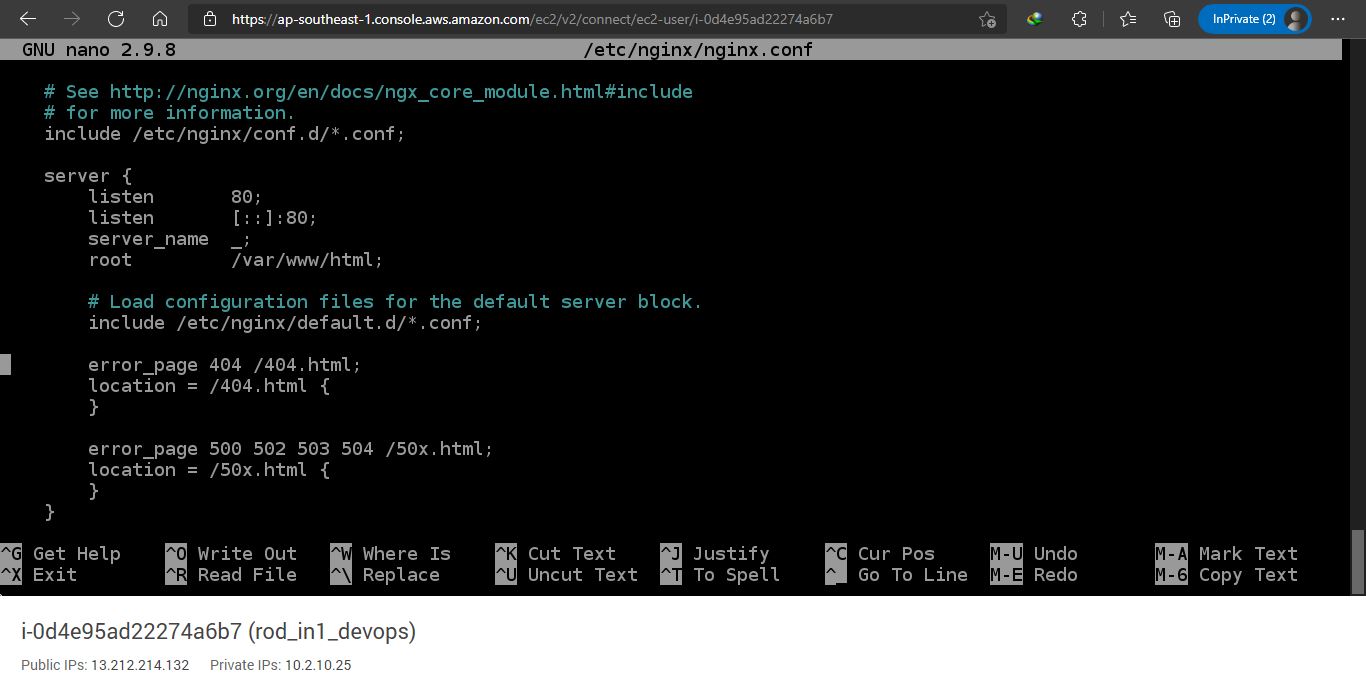 https://ap-southeast-1.console.aws.amazon.com/ec2/v2/connect/ec2-user/i-0d4e95ad22274a6b7
InPrivate (2)
GNU nano 2.9.8 /etc/nginx/nginx.conf
# See http://nginx.org/en/docs/ngx_core_module.html#include
# for more information.
include /etc/nginx/conf.d/*.conf;
server {
listen 80;
listen [::]:80;
server_name _;
root /var/www/html;
# Load configuration files for the default server block.
include /etc/nginx/default.d/*.conf;
error_page 404 /404.html;
location = /404.html {
}
error_page 500 502 503 504 /50x.html;
location = /50x.html {
}
}
^G Get Help ^O Write Out ^W Where Is ^K Cut Text ^J Justify ^C Cur Pos M-U Undo M-A Mark Text
^X Exit ^R Read File ^\ Replace ^U Uncut Text ^T To Spell ^_ Go To Line M-E Redo M-6 Copy Text
i-0d4e95ad22274a6b7 (rod_in1_devops)
Public IPs: 13.212.214.132 Private IPs: 10.2.10.25